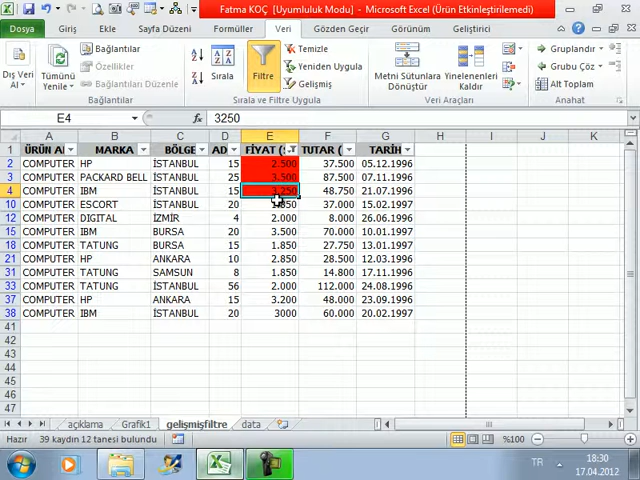 Fatma KOÇ [Uyumluluk Modu] - Microsoft Excel (Ürün Etkinleştirilemedi)
Dosya Giriş Ekle Sayfa Düzeni Formüller Veri Gözden Geçir Görünüm Geliştirici
Dış Veri Al
Tümünü Yenile
Bağlantılar
Özellikler
Bağlantıları Düzenle
Bağlantılar
Sırala
Filtre
Temizle
Yeniden Uygula
Gelişmiş
Sırala ve Filtre Uygula
Metni Sütunlara Dönüştür
Yinelenenleri Kaldır
Veri Araçları
Gruplandır
Grubu Çöz
Alt Toplam
Anahat
E4 fx 3250
A B C D E F G H I J K
1 ÜRÜN A MARKA BÖLGE AD FİYAT ( TUTAR ( TARİH
2 COMPUTER HP İSTANBUL 15 2.500 37.500 05.12.1996
3 COMPUTER PACKARD BELL İSTANBUL 25 3.500 87.500 07.11.1996
4 COMPUTER IBM İSTANBUL 15 3.250 48.750 21.07.1996
10 COMPUTER ESCORT İSTANBUL 20 1.850 37.000 15.02.1997
12 COMPUTER DIGITAL İZMİR 4 2.000 8.000 26.06.1996
15 COMPUTER IBM BURSA 20 3.500 70.000 10.01.1997
18 COMPUTER TATUNG BURSA 15 1.850 27.750 13.01.1997
21 COMPUTER HP ANKARA 10 2.850 28.500 12.03.1996
31 COMPUTER TATUNG SAMSUN 8 1.850 14.800 17.11.1996
33 COMPUTER TATUNG İSTANBUL 56 2.000 112.000 24.08.1996
37 COMPUTER HP ANKARA 15 3.200 48.000 23.09.1996
38 COMPUTER IBM İSTANBUL 20 3000 60.000 20.02.1997
41
42
43
44
45
46
47
açıklama Grafik1 gelişmişfiltre data
Hazır 39 kaydın 12 tanesi bulundu %100
TR 18:30
17.04.2012